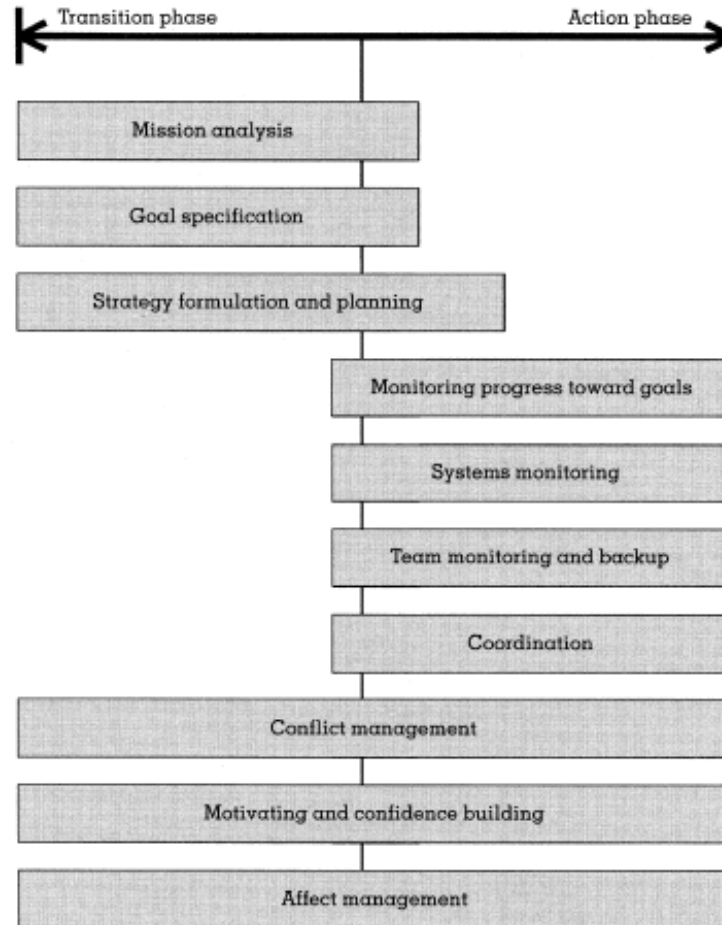 Transition phase
Action phase
Mission analysis
Goal specification
Strategy formulation and planning
Monitoring progress toward goals
Systems monitoring
Team monitoring and backup
Coordination
Conflict management
Motivating and confidence building
Affect management